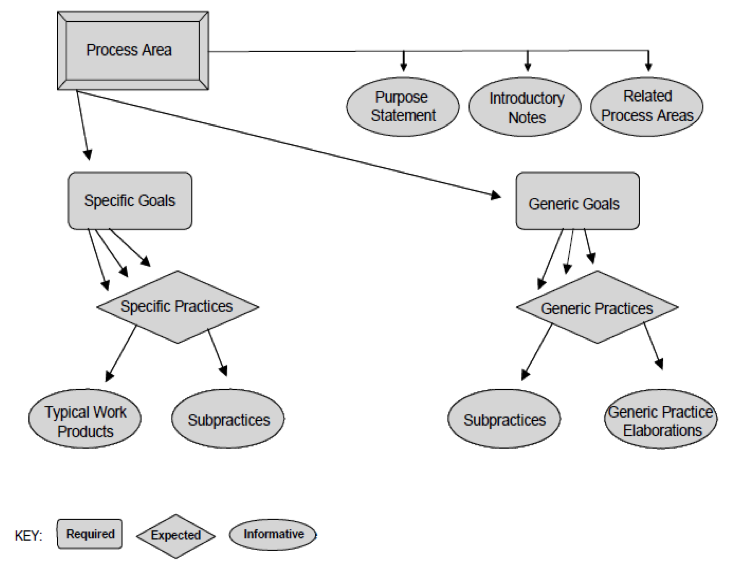 Process Area
Purpose
Statement
Introductory
Notes
Related
Process Areas
Specific Goals
Generic Goals
Specific Practices
Generic Practices
Typical Work
Products
Subpractices
Subpractices
Generic Practice
Elaborations
KEY:
Required
Expected
Informative